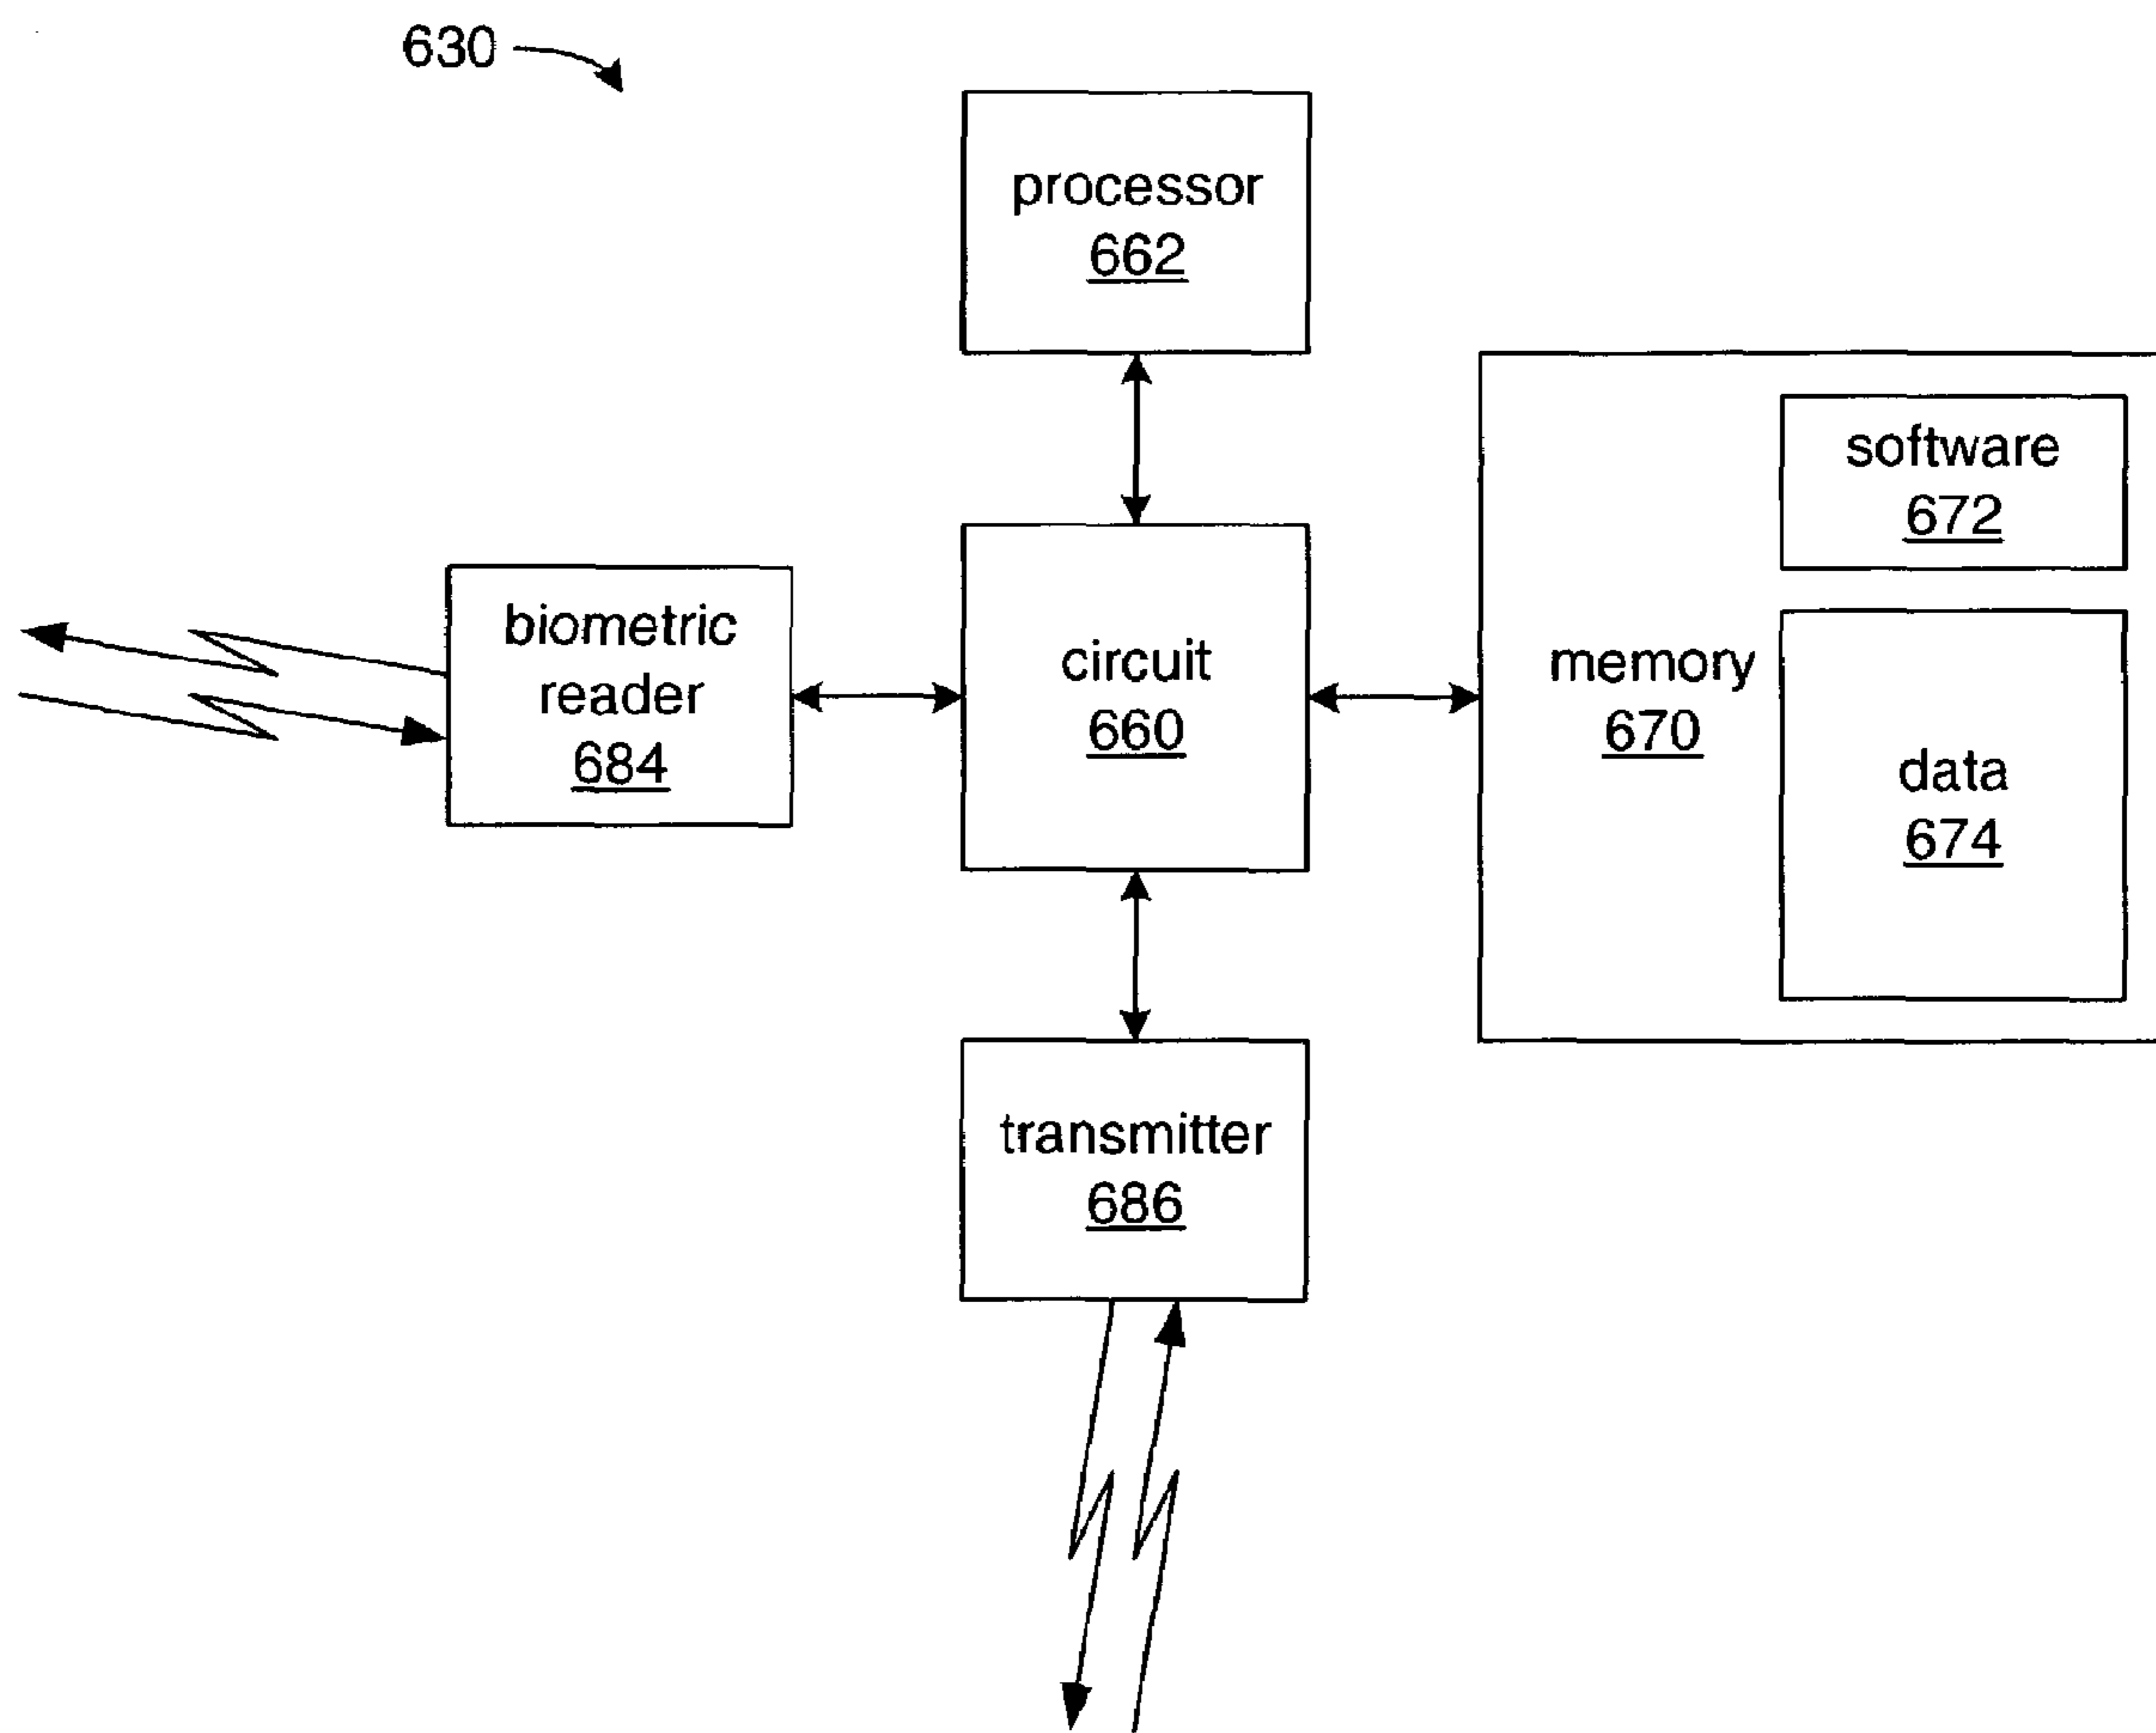 630
processor
662
software
672
biometric
reader
684
circuit
660
memory
670
data
674
transmitter
686